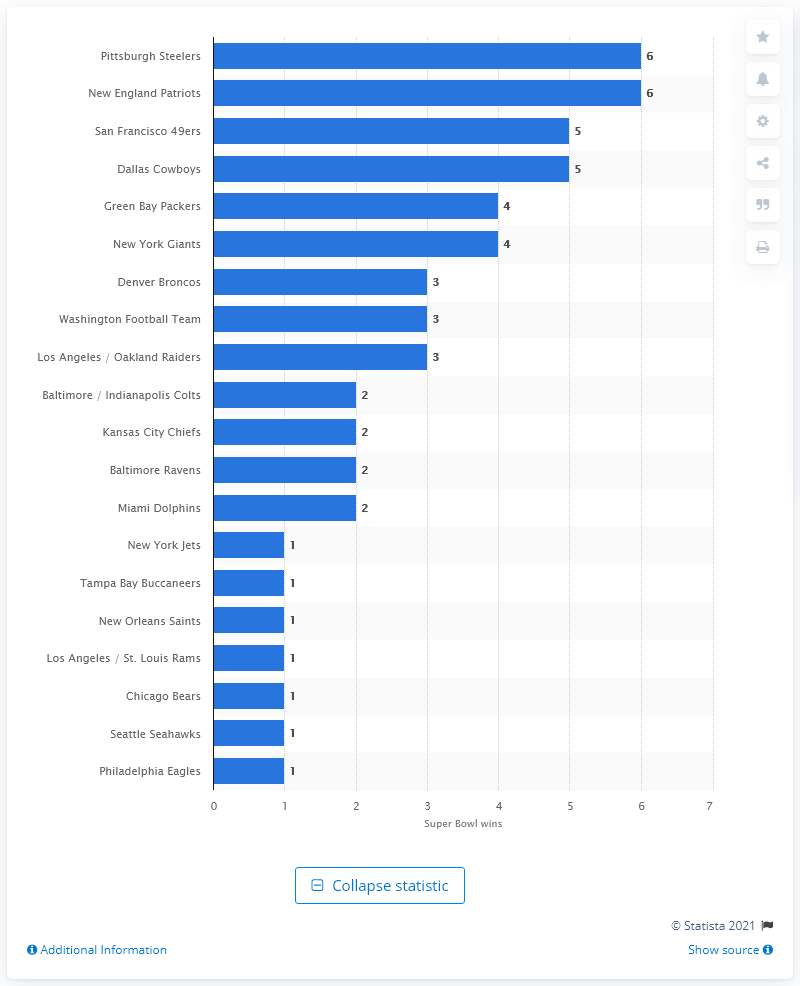 Pittsburgh Steelers 6
New England Patriots 6
San Francisco 49ers 5
Dallas Cowboys 5
Green Bay Packers 4
New York Giants 4
Denver Broncos 3
Washington Football Team 3
Los Angeles / Oakland Raiders 3
Baltimore / Indianapolis Colts 2
Kansas City Chiefs 2
Baltimore Ravens 2
Miami Dolphins 2
New York Jets 1
Tampa Bay Buccaneers 1
New Orleans Saints 1
Los Angeles / St. Louis Rams 1
Chicago Bears 1
Seattle Seahawks 1
Philadelphia Eagles 1
0 1 2 3 4 5 6 7
Super Bowl wins
Collapse statistic
© Statista 2021
Additional Information Show source